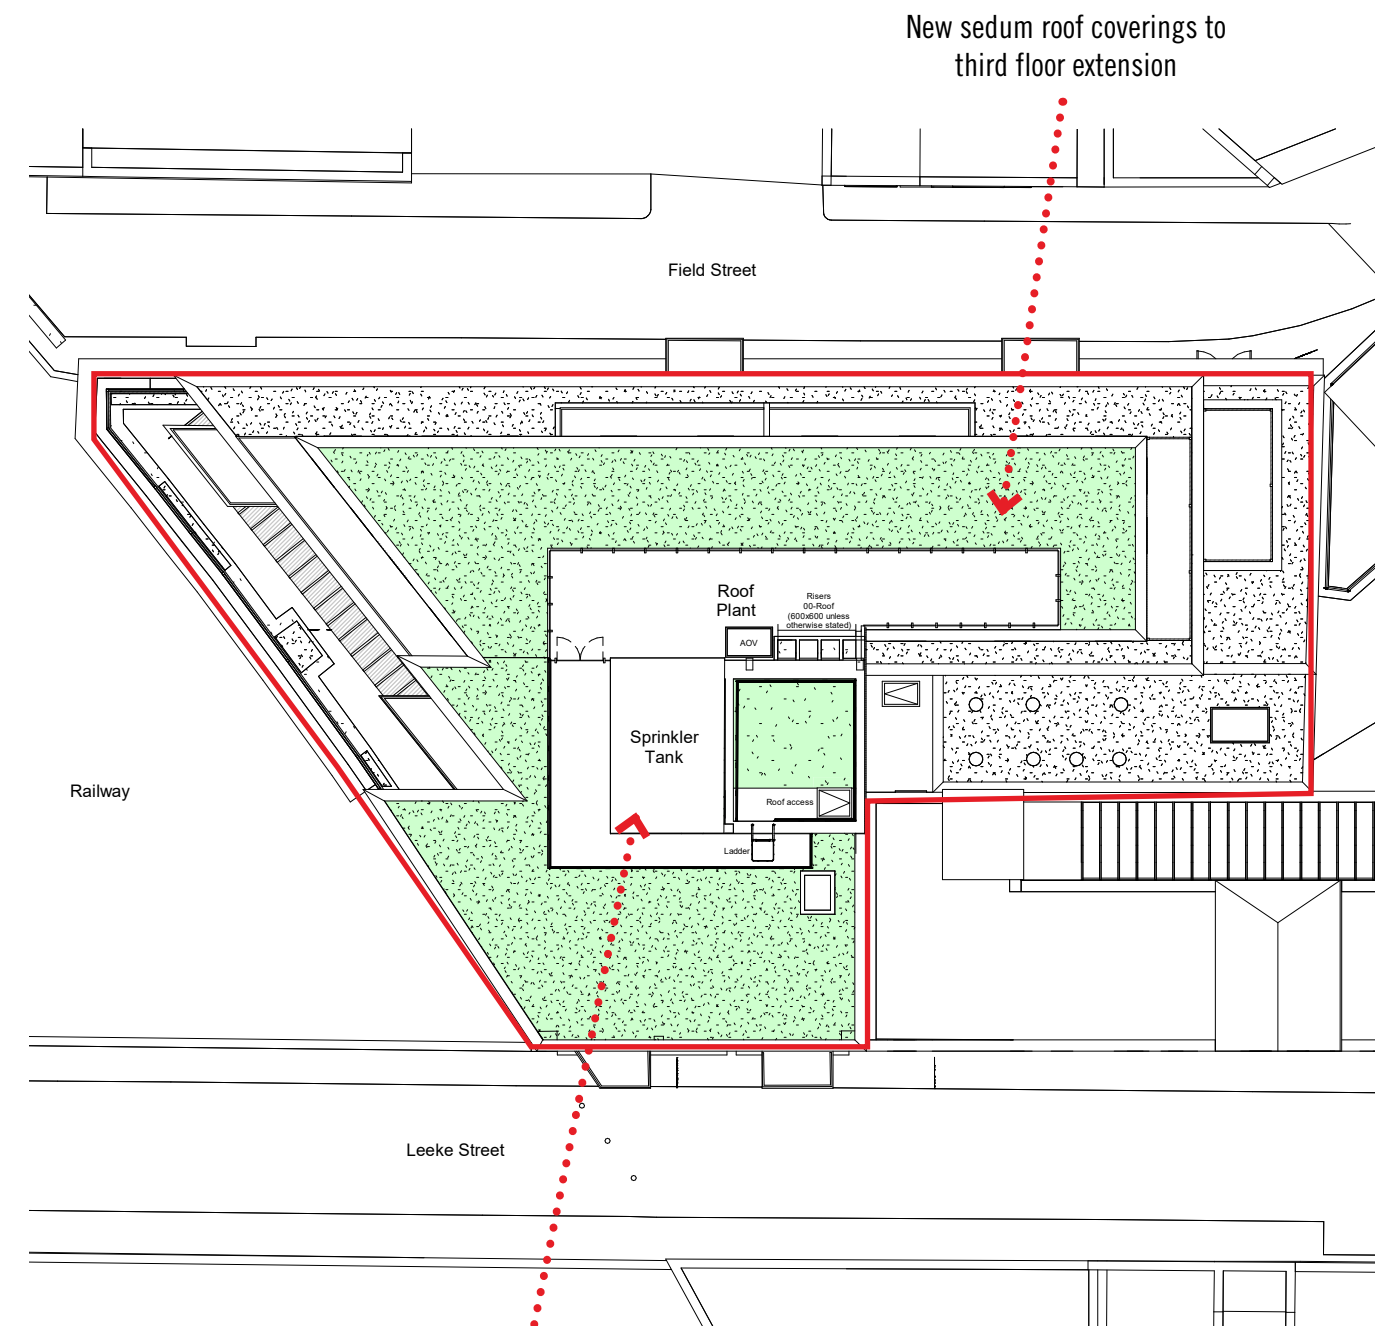 New sedum roof coverings to
third floor extension
Field Street
Roof
Plant
Risers
00-Roof
(600x600 unless
otherwise stated)
AOV
Sprinkler
Tank
Roof access
Ladder
Railway
Leeke Street